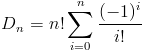 D_n = n! \sum_{i=0}^{n} \frac{(-1)^i}{i!}